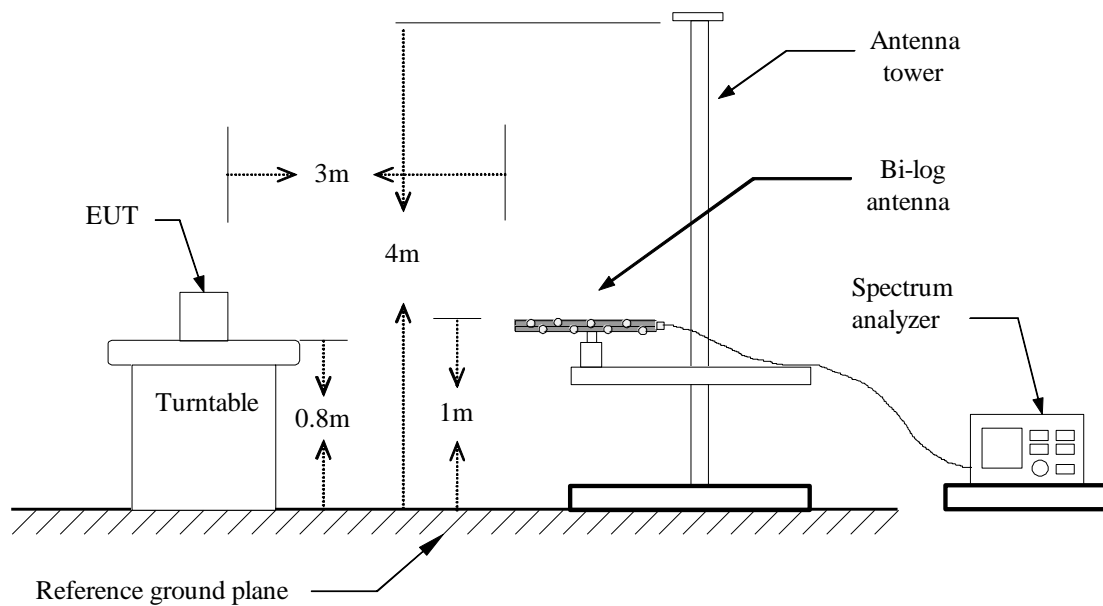 Antenna
tower
3m
Bi-log
antenna
EUT
4m
Spectrum
analyzer
Turntable
0.8m
1m
Reference ground plane